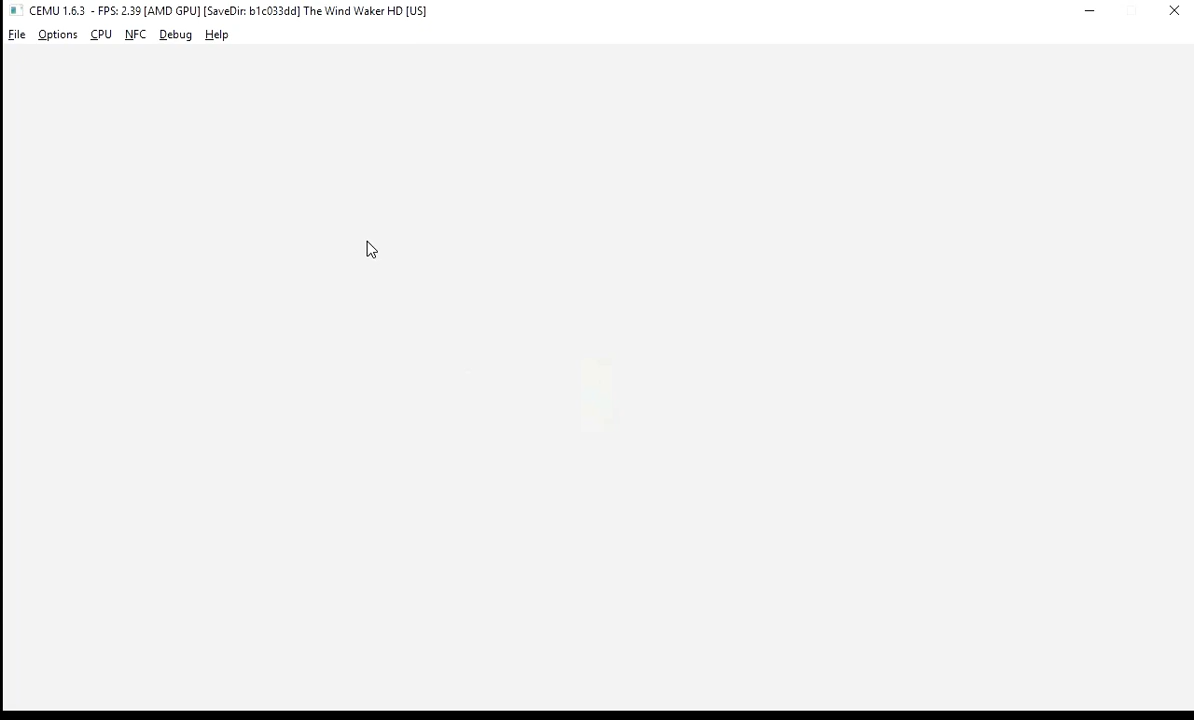 CEMU 1.6.3 - FPS: 2.39 [AMD GPU] [SaveDir: b1c033dd] The Wind Waker HD [US]
File Options CPU NFC Debug Help